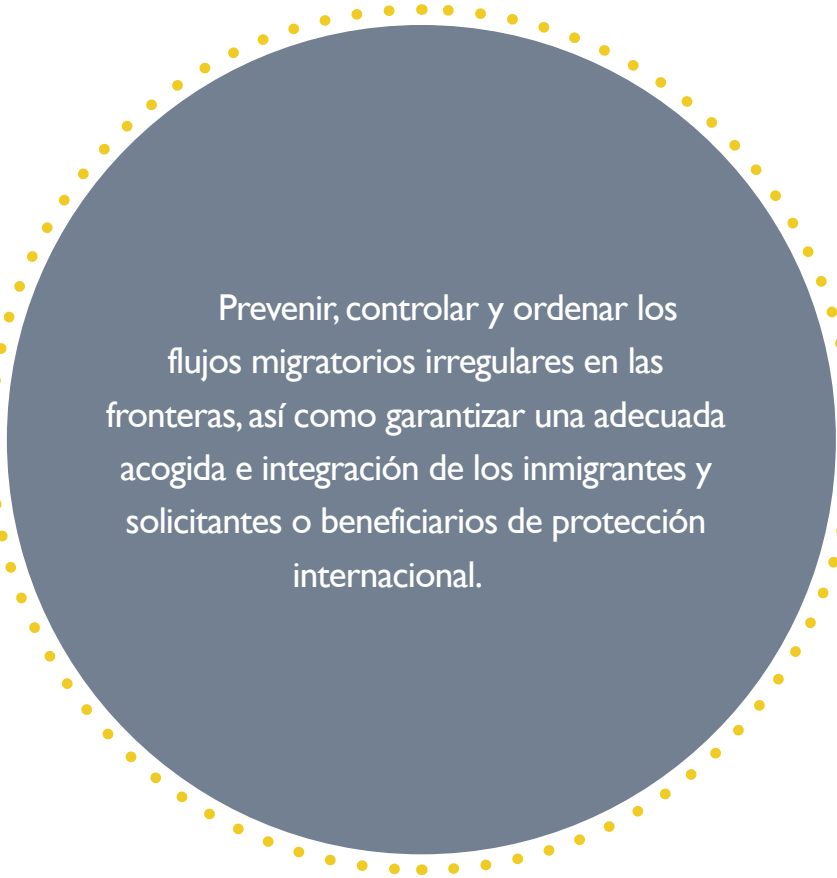 Prevenir, controlar y ordenar los
flujos migratorios irregulares en las
fronteras, así como garantizar una adecuada
acogida e integración de los inmigrantes y
solicitantes o beneficiarios de protección
internacional.